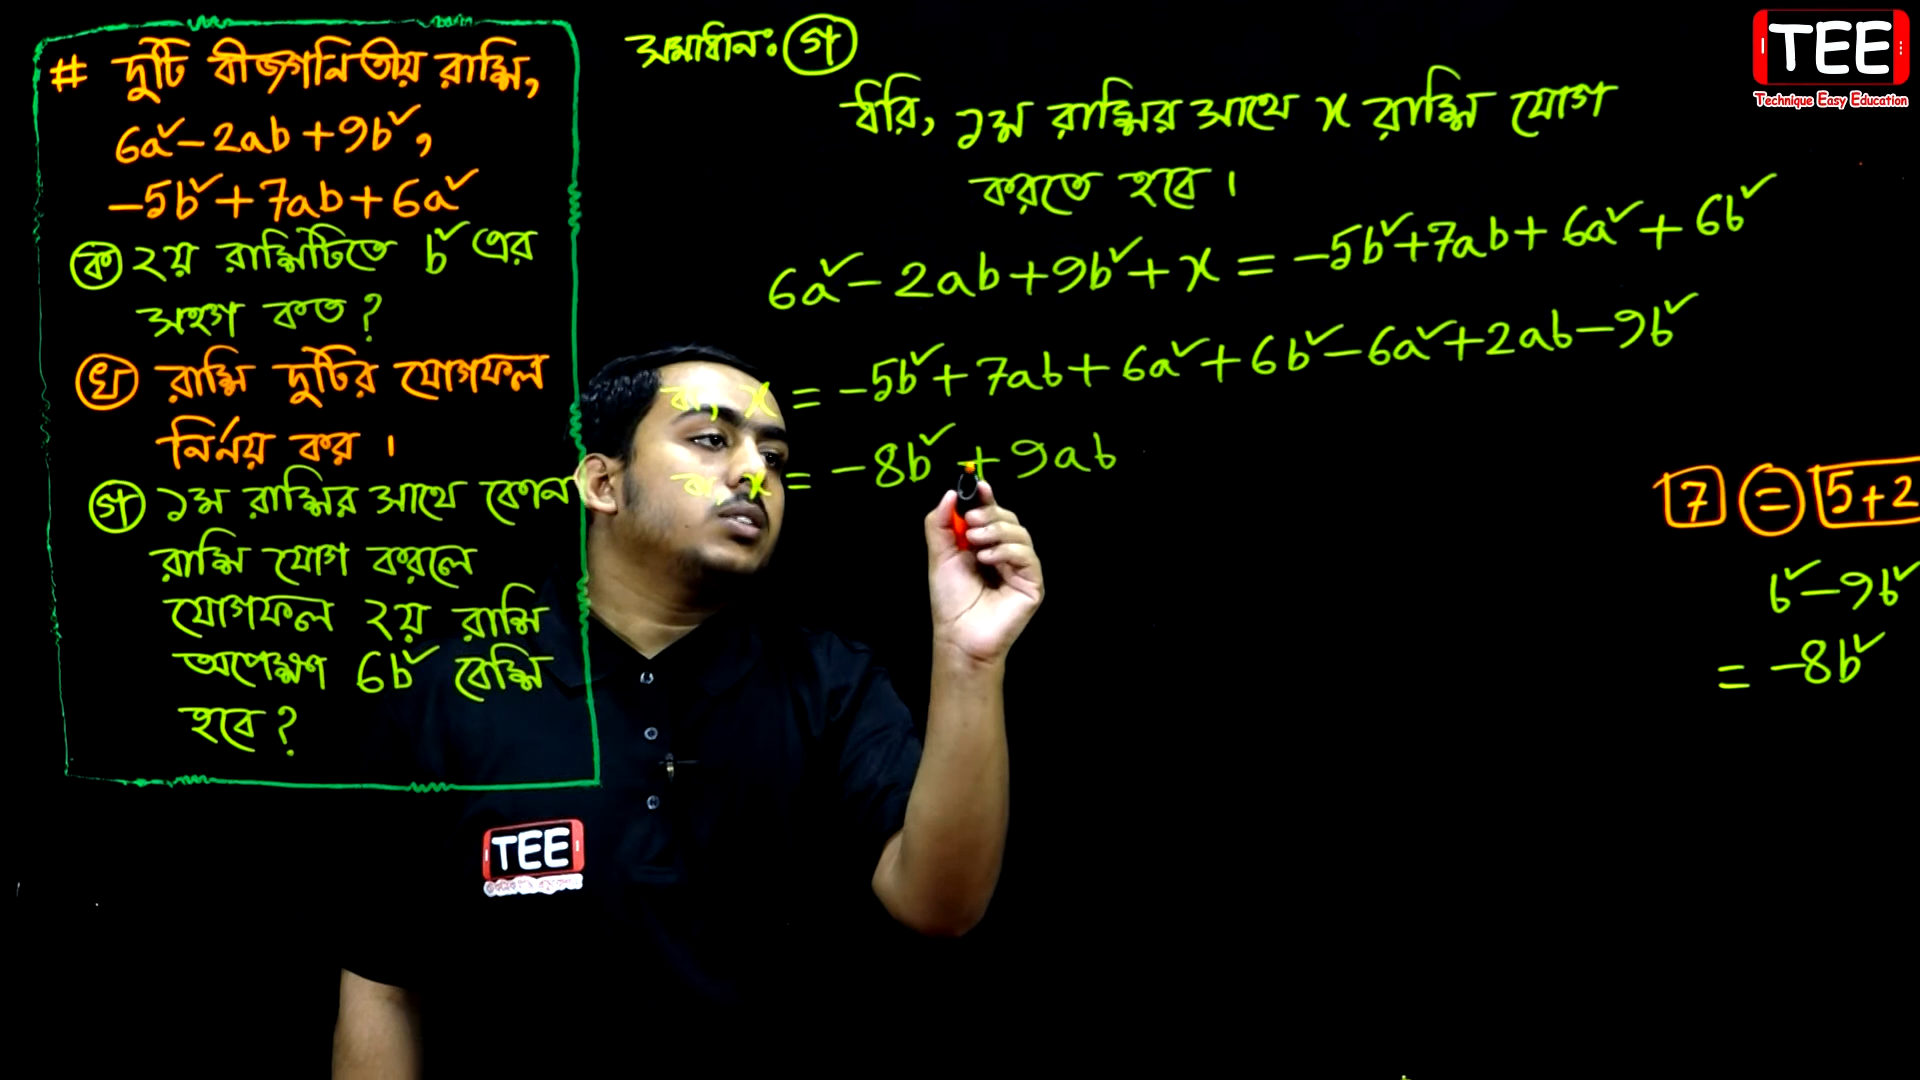 # দুটি বীজগনিতীয় রাশি,
6a² - 2ab + 9b²,
-5b² + 7ab + 6a²
ক ২য় রাশিটিতে b² এর
সহগ কত?
খ রাশি দুটির যোগফল
নির্নয় কর ।
গ ১ম রাশির সাথে কোন
রাশি যোগ করলে
যোগফল ২য় রাশি
অপেক্ষা 6b² বেশি
হবে?
সমাধান: গ
ধরি, ১ম রাশির সাথে x রাশি যোগ
করতে হবে ।
6a² - 2ab + 9b² + x = -5b² + 7ab + 6a² + 6b²
বা, x = -5b² + 7ab + 6a² + 6b² - 6a² + 2ab - 9b²
বা, x = -8b² + 9ab
7 = 5+2
b² - 9b²
= -8b²
TEE
Technique Easy Education
TEE